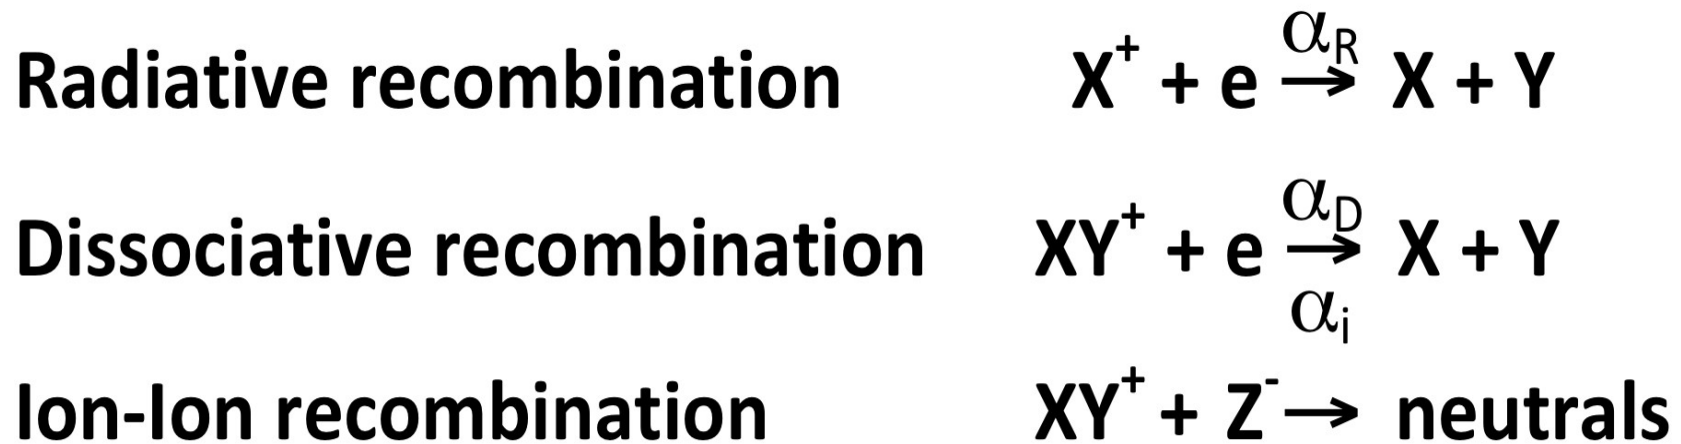 Radiative recombination X⁺ + e → X + Y
αR
Dissociative recombination XY⁺ + e → X + Y
αD
Ion-Ion recombination XY⁺ + Z⁻ → neutrals
αi